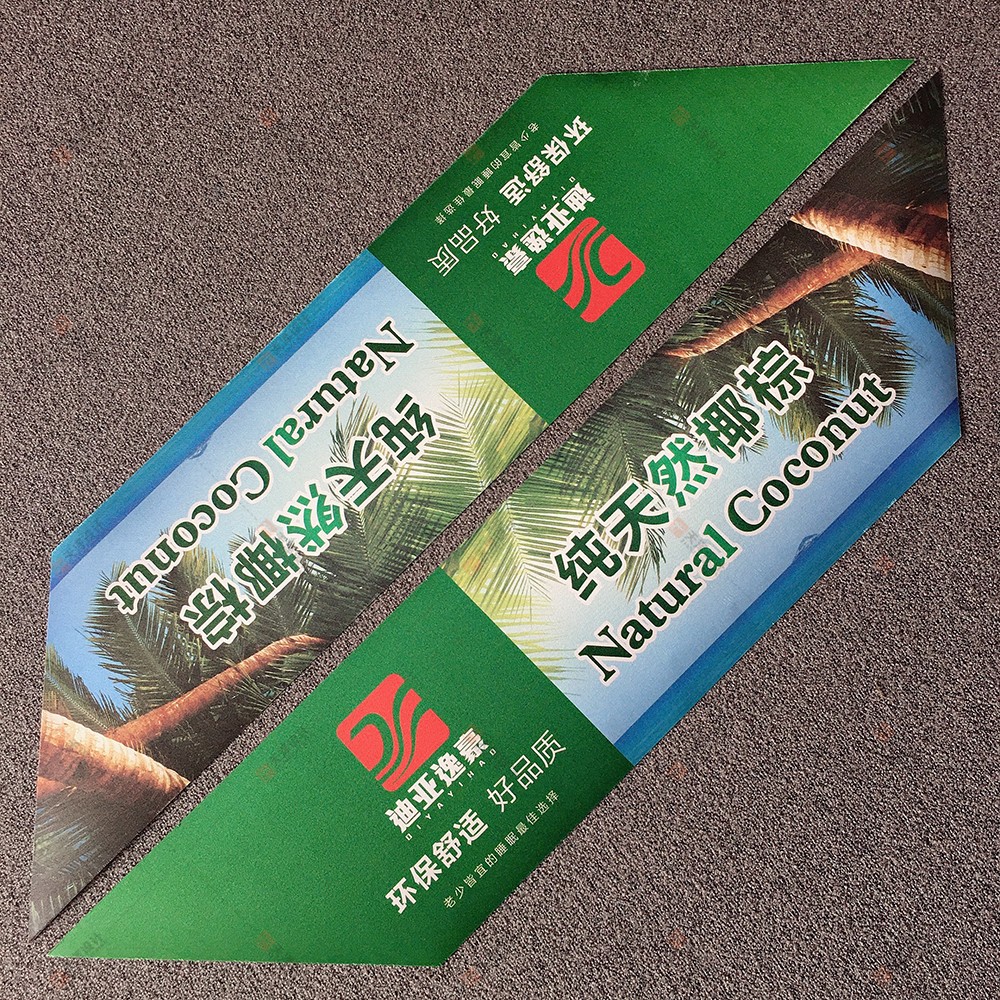 环保舒适 好品质
老少皆宜的睡眠最佳选择
迪亚逸豪
DIYAYIHAO
纯天然椰棕
Natural Coconut
纯天然椰棕
Natural Coconut
迪亚逸豪
DIYAYIHAO
环保舒适 好品质
老少皆宜的睡眠最佳选择